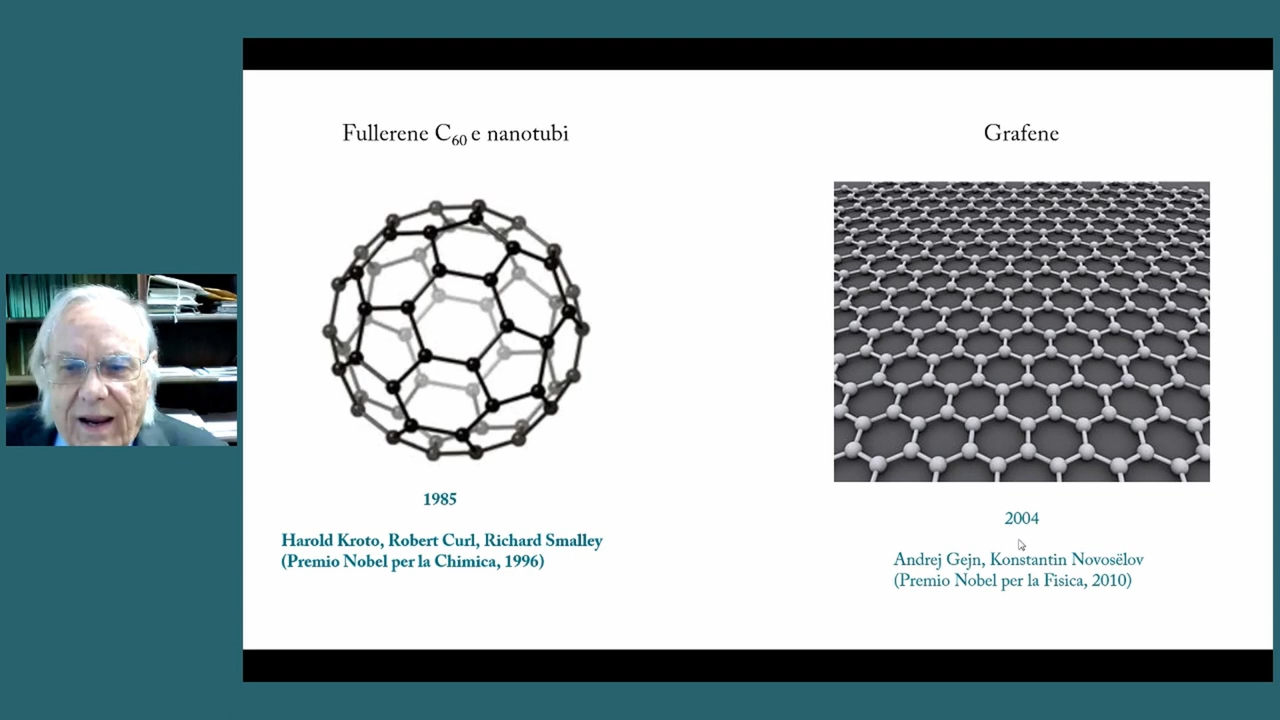 Fullerene C60 e nanotubi
Grafene
1985
Harold Kroto, Robert Curl, Richard Smalley
(Premio Nobel per la Chimica, 1996)
2004
Andrej Gejn, Konstantin Novosëlov
(Premio Nobel per la Fisica, 2010)